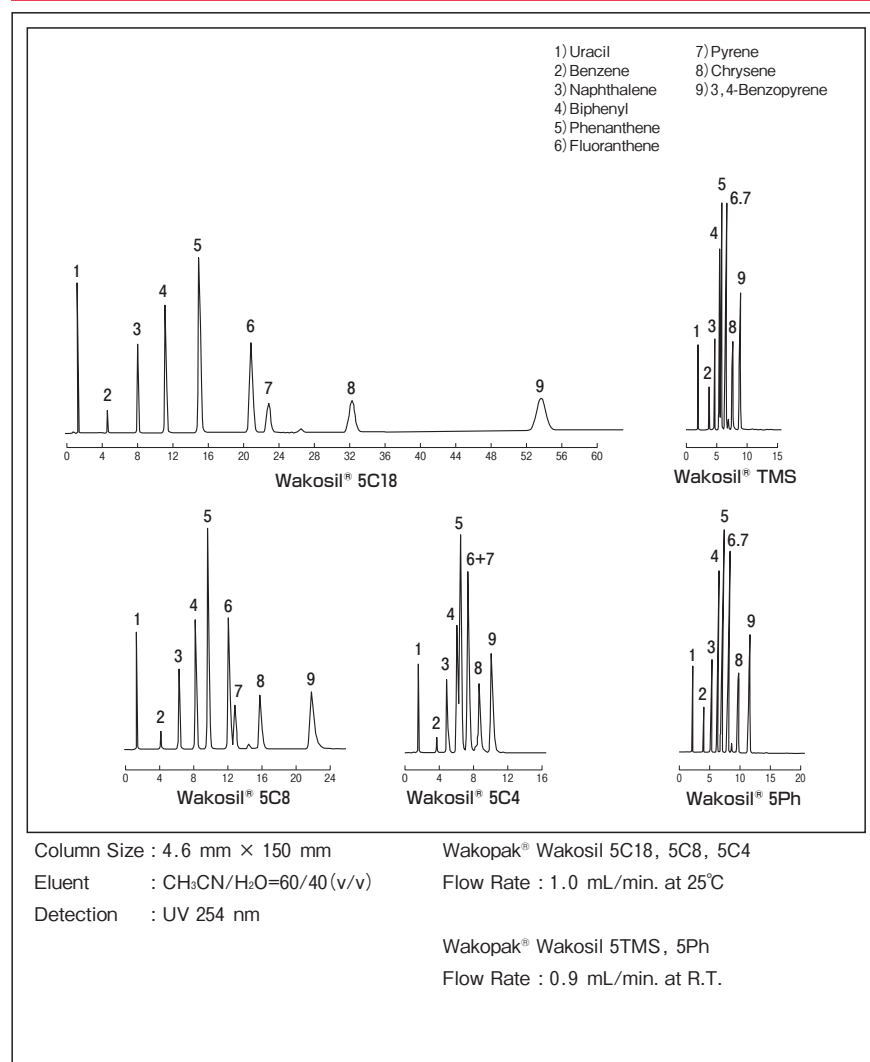 1)Uracil
2)Benzene
3)Naphthalene
4)Biphenyl
5)Phenanthene
6)Fluoranthene
7)Pyrene
8)Chrysene
9)3,4-Benzopyrene
1
2
3
4
5
6
7
8
9
0 4 8 12 16 20 24 28 32 36 40 44 48 52 56 60
Wakosil® 5C18
1
2
3
4
5
6.7
8
9
0 5 10 15
Wakosil® TMS
1
2
3
4
5
6
7
8
9
0 4 8 12 16 20 24
Wakosil® 5C8
1
2
3
4
5
6+7
8
9
0 4 8 12 16
Wakosil® 5C4
1
2
3
4
5
6.7
8
9
0 5 10 15 20
Wakosil® 5Ph
Column Size : 4.6 mm × 150 mm
Eluent : CH₃CN/H₂O=60/40(v/v)
Detection : UV 254 nm
Wakopak® Wakosil 5C18, 5C8, 5C4
Flow Rate : 1.0 mL/min. at 25℃
Wakopak® Wakosil 5TMS, 5Ph
Flow Rate : 0.9 mL/min. at R.T.